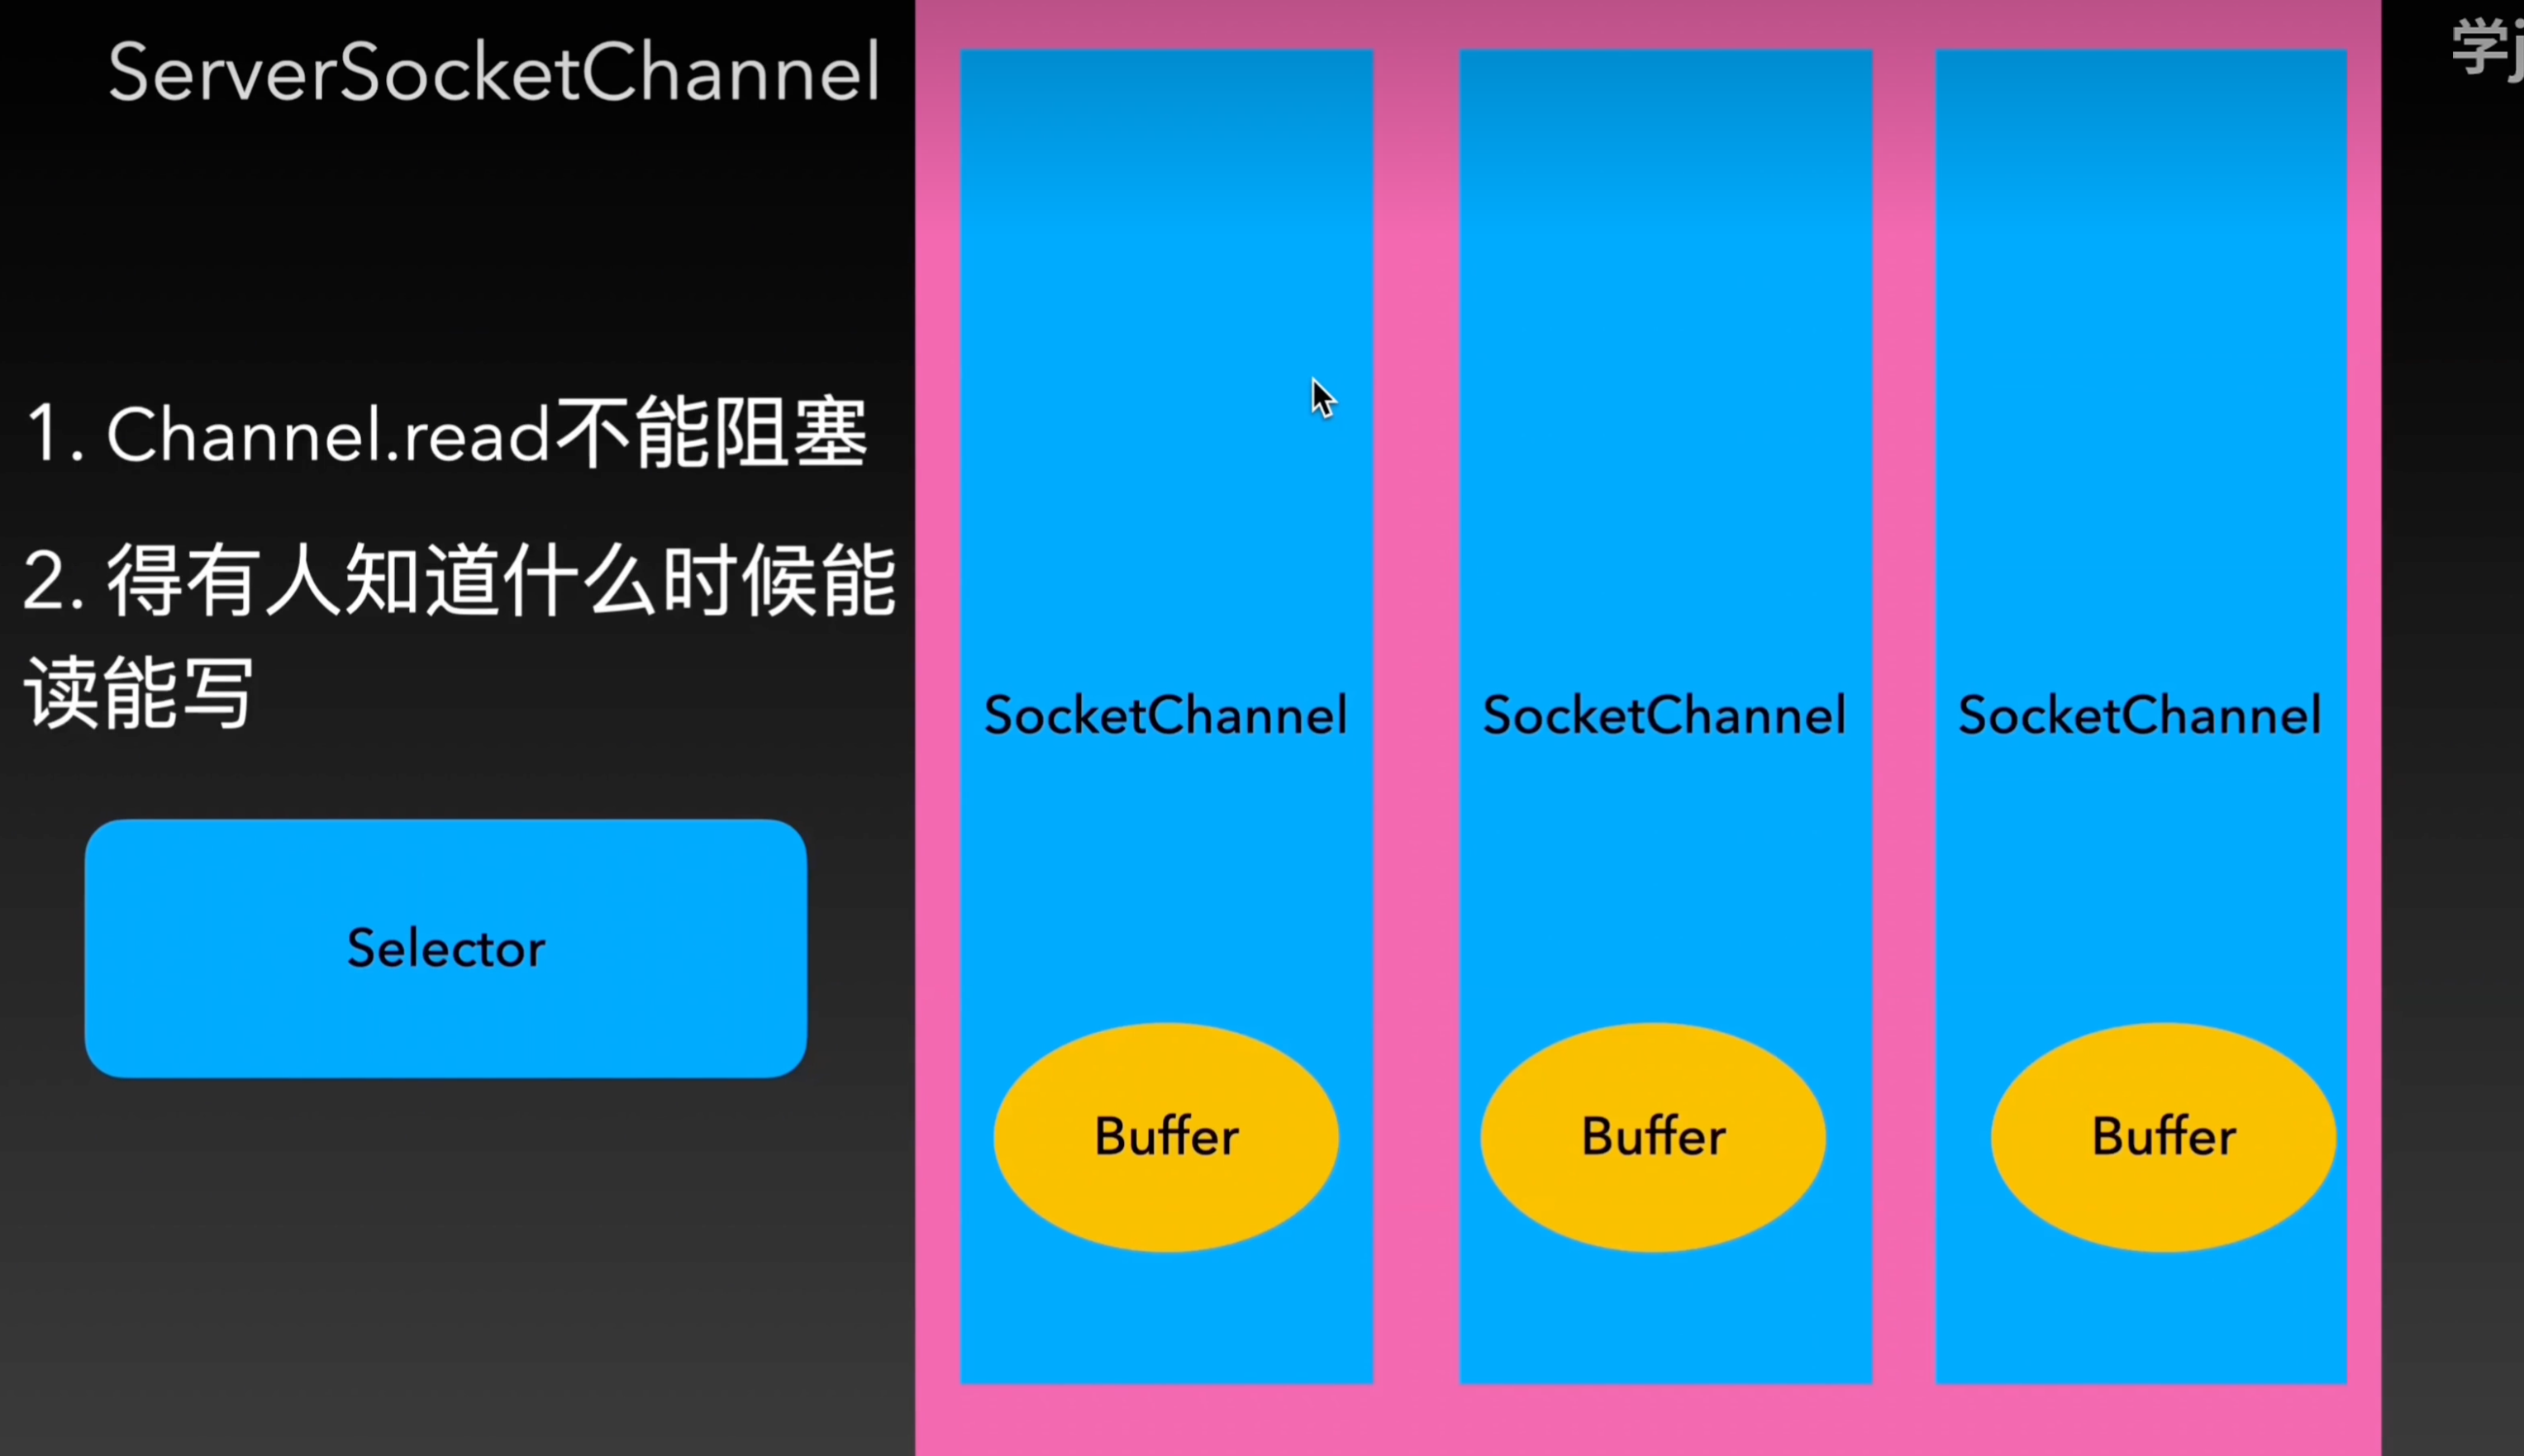 ServerSocketChannel
1. Channel.read不能阻塞
2. 得有人知道什么时候能
读能写
Selector
SocketChannel
SocketChannel
SocketChannel
Buffer
Buffer
Buffer
学j